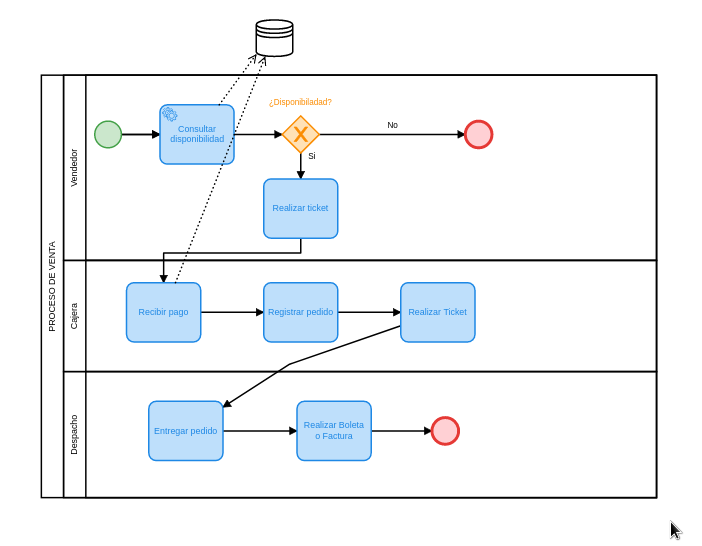 PROCESO DE VENTA
Vendedor
Consultar
disponibilidad
¿Disponibiladad?
No
Si
Realizar ticket
Cajera
Recibir pago
Registrar pedido
Realizar Ticket
Despacho
Entregar pedido
Realizar Boleta
o Factura